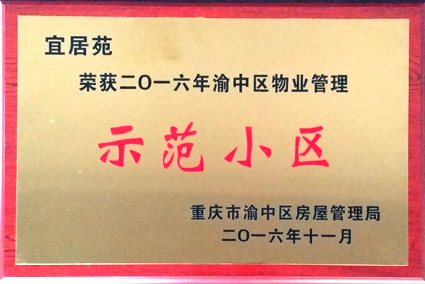 宜居苑
荣获二〇一六年渝中区物业管理
示范小区
重庆市渝中区房屋管理局
二〇一六年十一月